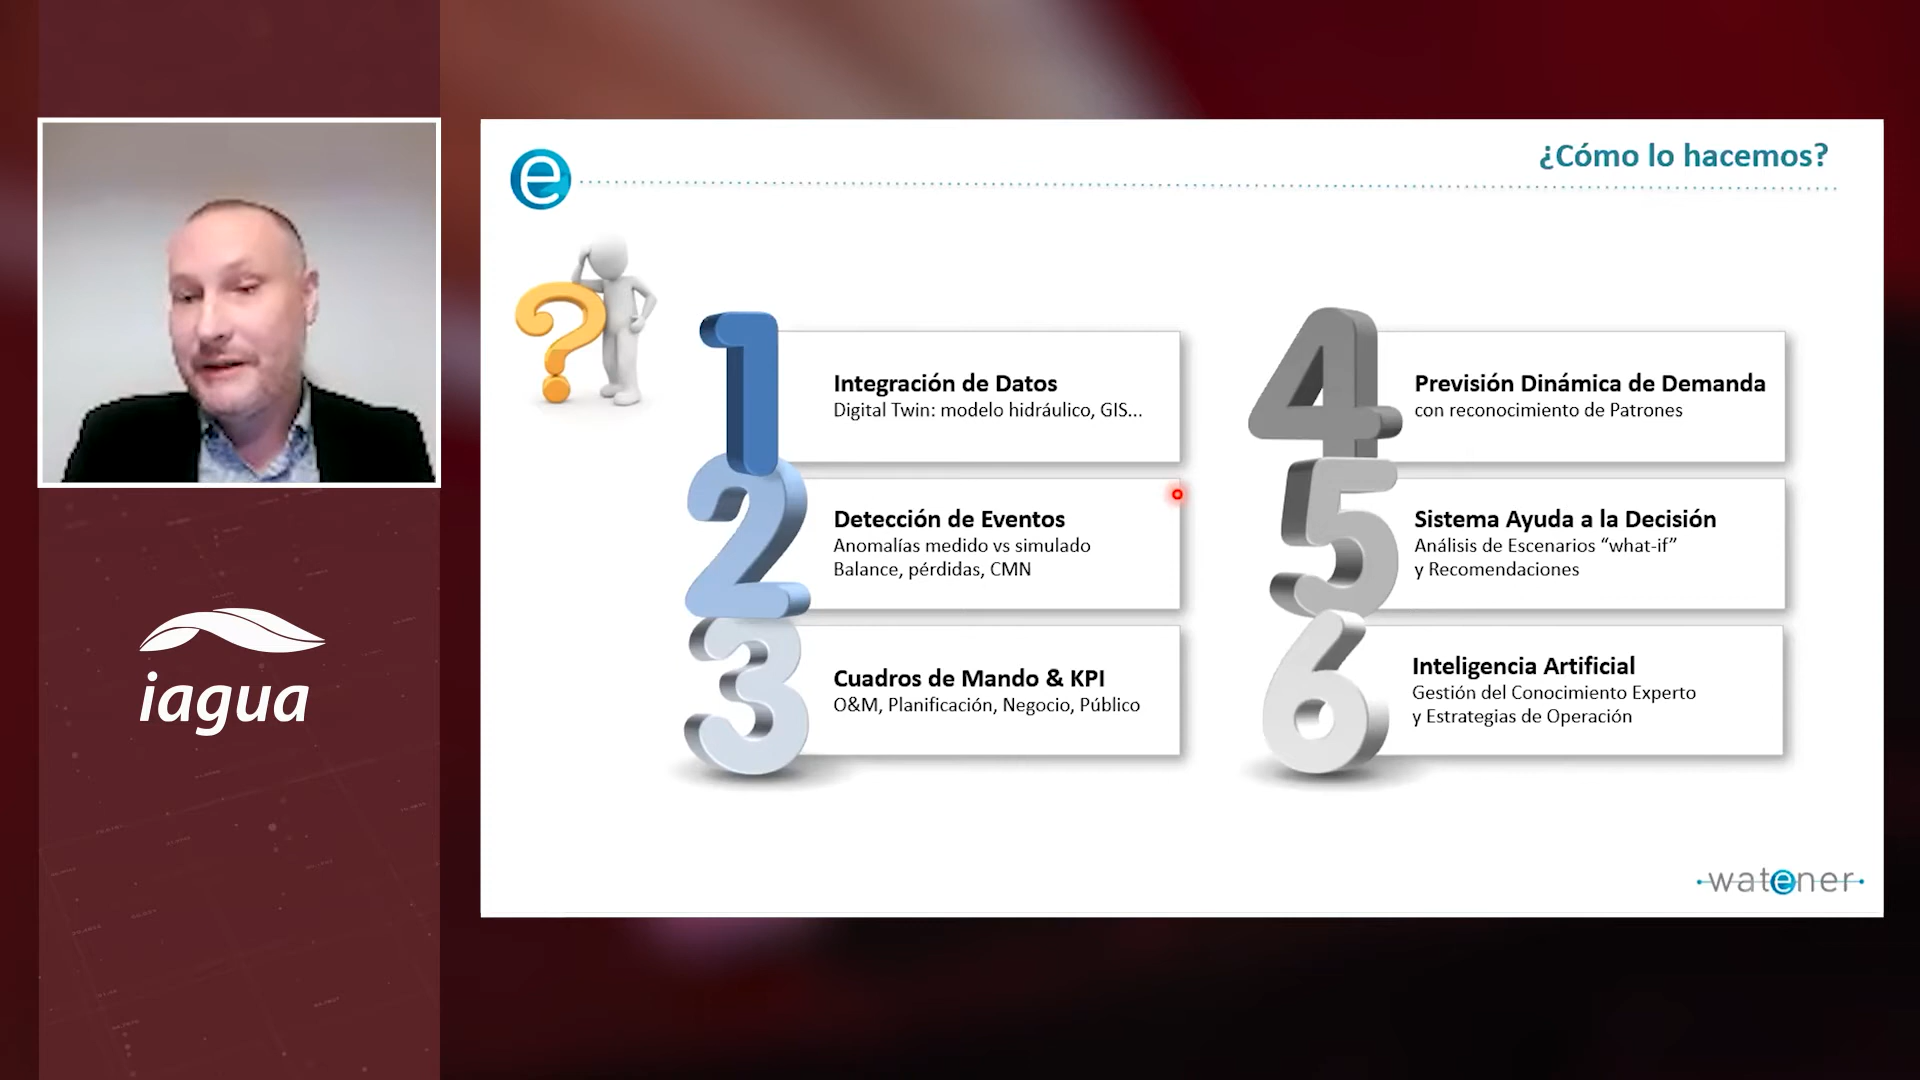 ¿Cómo lo hacemos?
e
?
1
Integración de Datos
Digital Twin: modelo hidráulico, GIS...
2
Detección de Eventos
Anomalías medido vs simulado
Balance, pérdidas, CMN
3
Cuadros de Mando & KPI
O&M, Planificación, Negocio, Público
4
Previsión Dinámica de Demanda
con reconocimiento de Patrones
5
Sistema Ayuda a la Decisión
Análisis de Escenarios “what-if”
y Recomendaciones
6
Inteligencia Artificial
Gestión del Conocimiento Experto
y Estrategias de Operación
iagua
watener